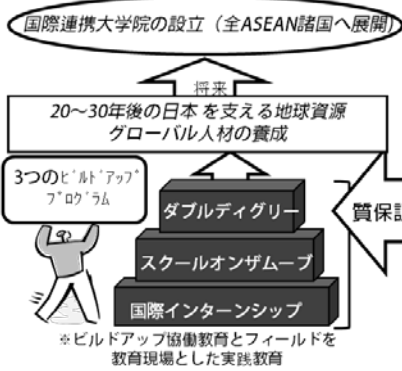 国際連携大学院の設立（全ASEAN諸国へ展開）
将来
20～30年後の日本を支える地球資源
グローバル人材の養成
3つのﾋﾞﾙﾄﾞｱｯﾌﾟ
ﾌﾟﾛｸﾞﾗﾑ
ダブルディグリー
質保証
スクールオンザムーブ
国際インターンシップ
※ビルドアップ協働教育とフィールドを
教育現場とした実践教育